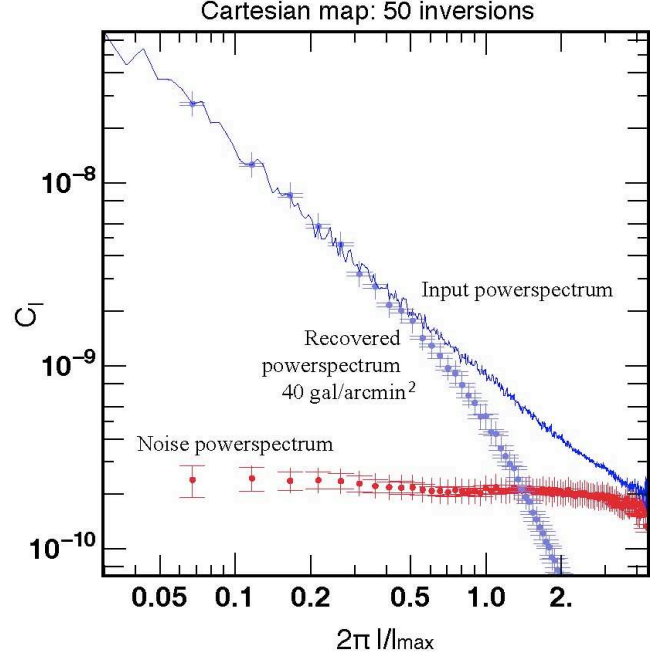 Cartesian map: 50 inversions
10⁻⁸
Input powerspectrum
C_l
Recovered
powerspectrum
40 gal/arcmin²
10⁻⁹
Noise powerspectrum
10⁻¹⁰
0.05 0.1 0.2 0.5 1.0 2.
2π l/l_max